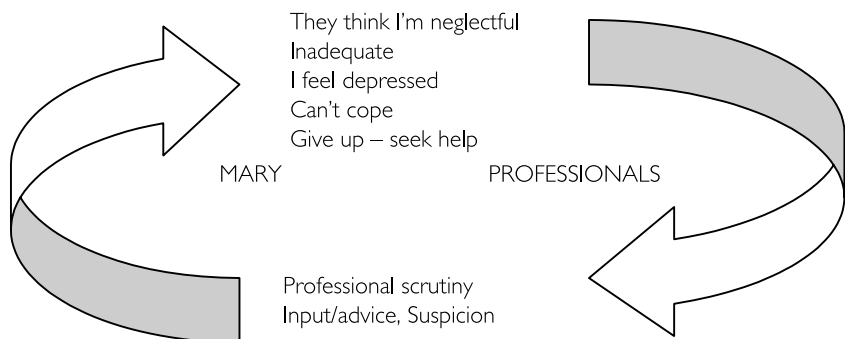 They think I'm neglectful
Inadequate
I feel depressed
Can't cope
Give up – seek help
MARY
PROFESSIONALS
Professional scrutiny
Input/advice, Suspicion